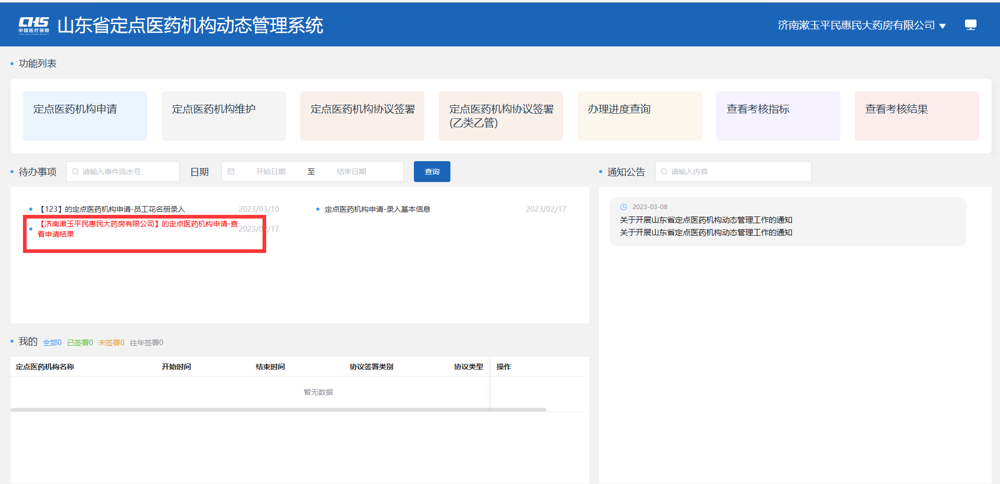 CHS
中国医疗保障
山东省定点医药机构动态管理系统
济南漱玉平民惠民大药房有限公司
功能列表
定点医药机构申请
定点医药机构维护
定点医药机构协议签署
定点医药机构协议签署
(乙类乙管)
办理进度查询
查看考核指标
查看考核结果
待办事项
请输入事件流水号
日期
开始日期
至
结束日期
查询
【123】的定点医药机构申请-员工花名册录入
2023/03/10
定点医药机构申请-录入基本信息
2023/02/17
【济南漱玉平民惠民大药房有限公司】的定点医药机构申请-查
看申请结果
2023/02/17
通知公告
请输入内容
2023-03-08
关于开展山东省定点医药机构动态管理工作的通知
关于开展山东省定点医药机构动态管理工作的通知
我的
全部0
已签署0
未签署0
往年签署0
定点医药机构名称
开始时间
结束时间
协议签署类别
协议类型
操作
暂无数据